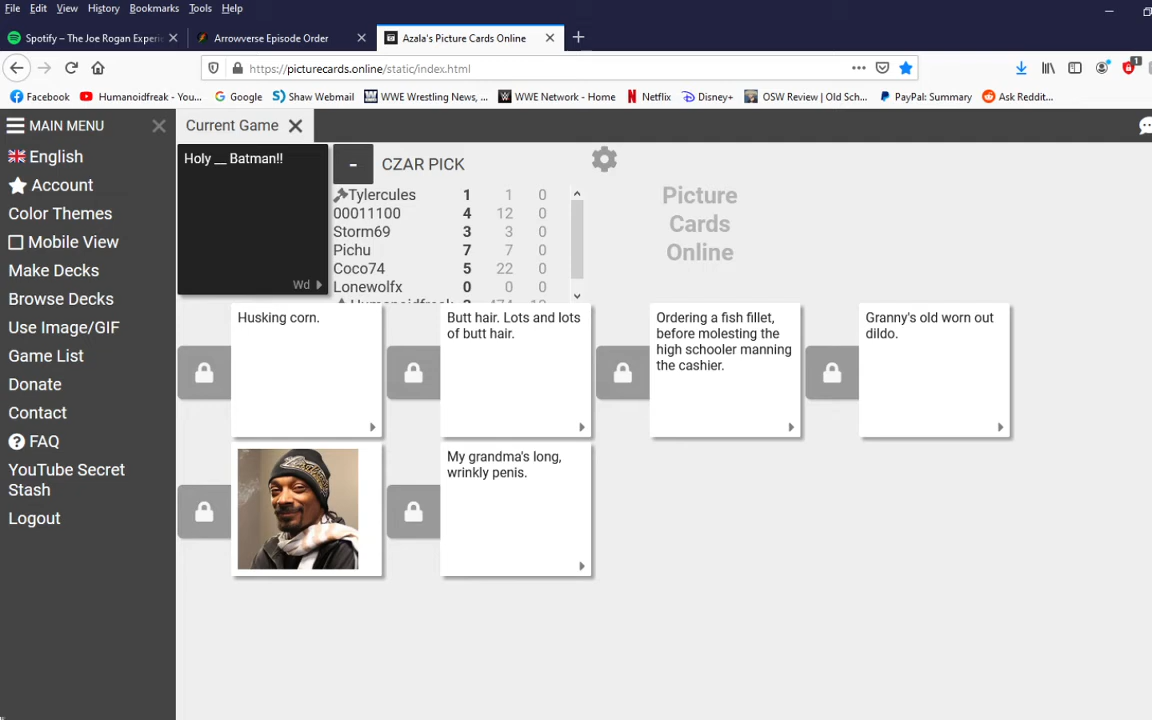 File Edit View History Bookmarks Tools Help
Spotify – The Joe Rogan Experi
Arrowverse Episode Order
Azala's Picture Cards Online
https://picturecards.online/static/index.html
1
Facebook
Humanoidfreak - You...
Google
Shaw Webmail
WWE Wrestling News, ...
WWE Network - Home
Netflix
Disney+
OSW Review | Old Sch...
PayPal: Summary
Ask Reddit...
MAIN MENU
Current Game
English
Account
Color Themes
Mobile View
Make Decks
Browse Decks
Use Image/GIF
Game List
Donate
Contact
FAQ
YouTube Secret
Stash
Logout
Holy __ Batman!!
Wd
-
CZAR PICK
Tylercules 1 1 0
00011100 4 12 0
Storm69 3 3 0
Pichu 7 7 0
Coco74 5 22 0
Lonewolfx 0 0 0
Humanoidfreak
Picture
Cards
Online
Husking corn.
Butt hair. Lots and lots
of butt hair.
Ordering a fish fillet,
before molesting the
high schooler manning
the cashier.
Granny's old worn out
dildo.
My grandma's long,
wrinkly penis.